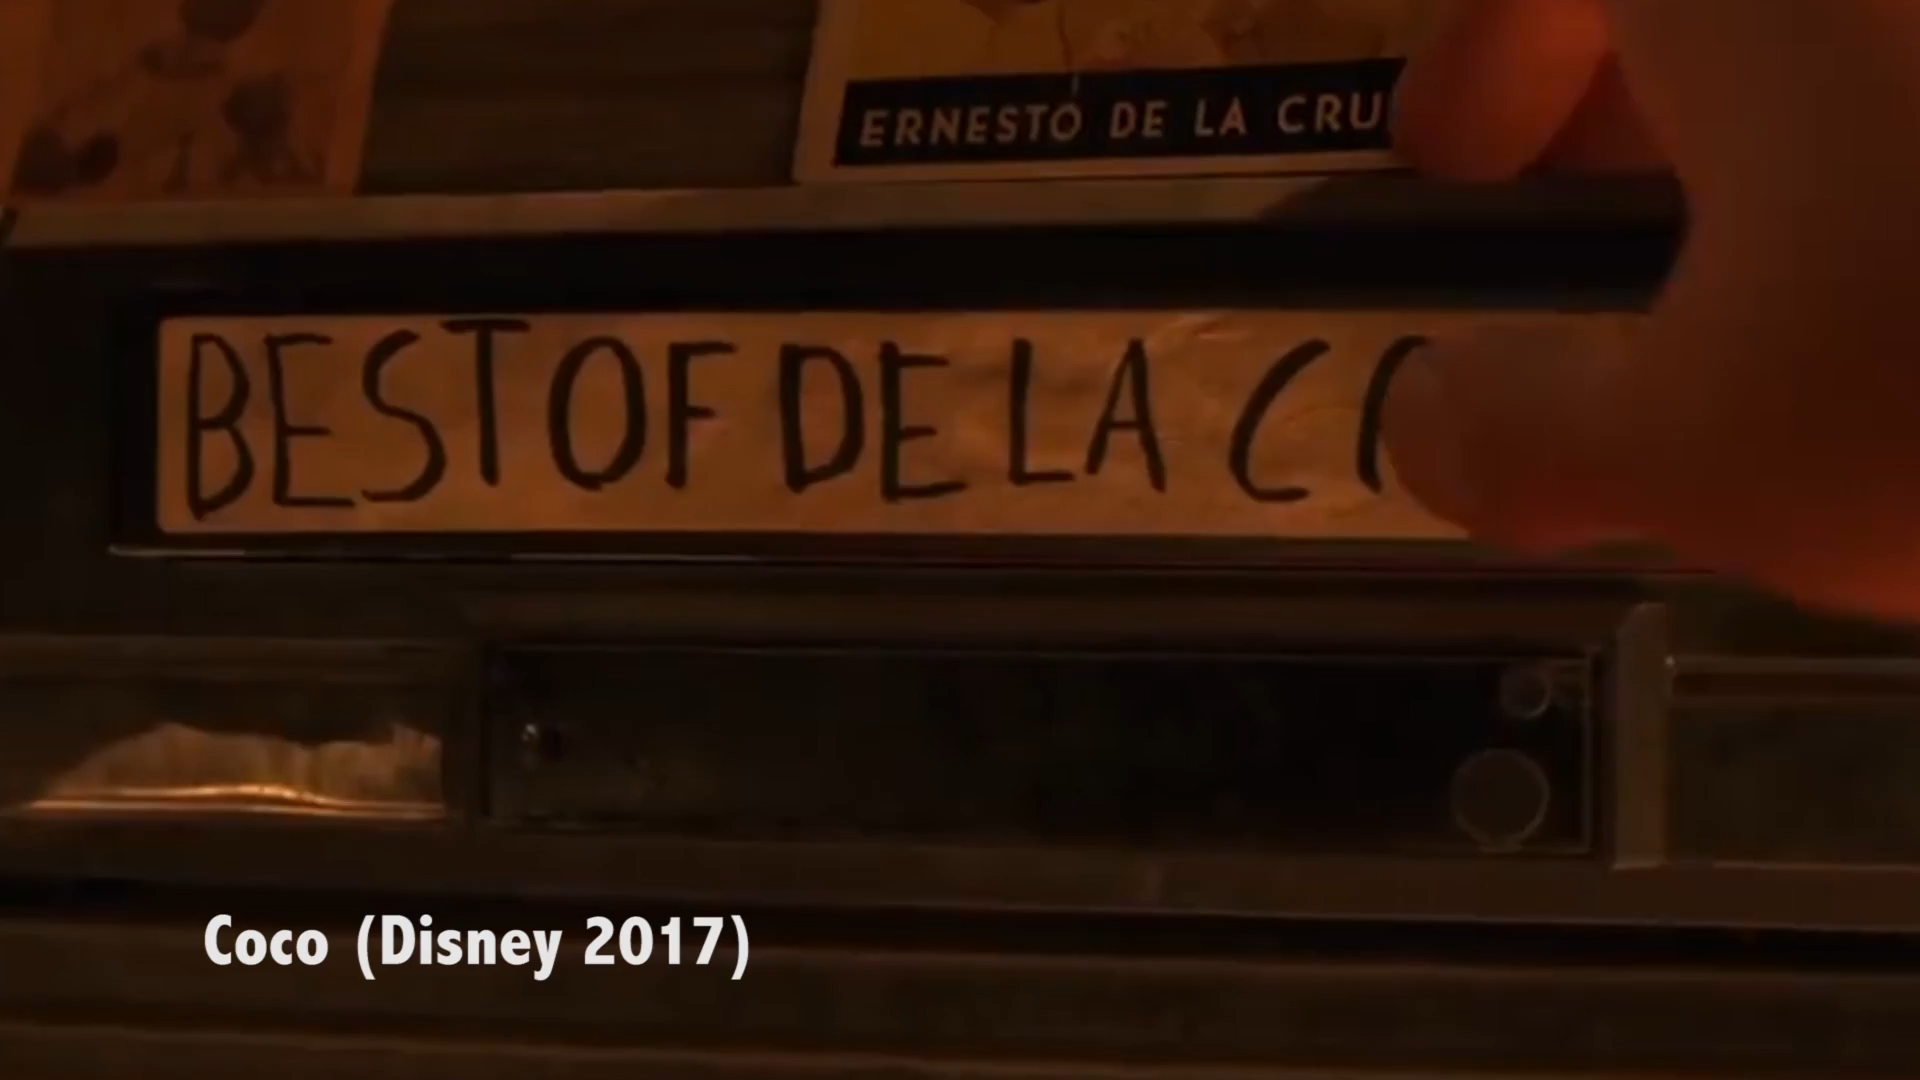 ERNESTO DE LA CRU
BEST OF DE LA C
Coco (Disney 2017)